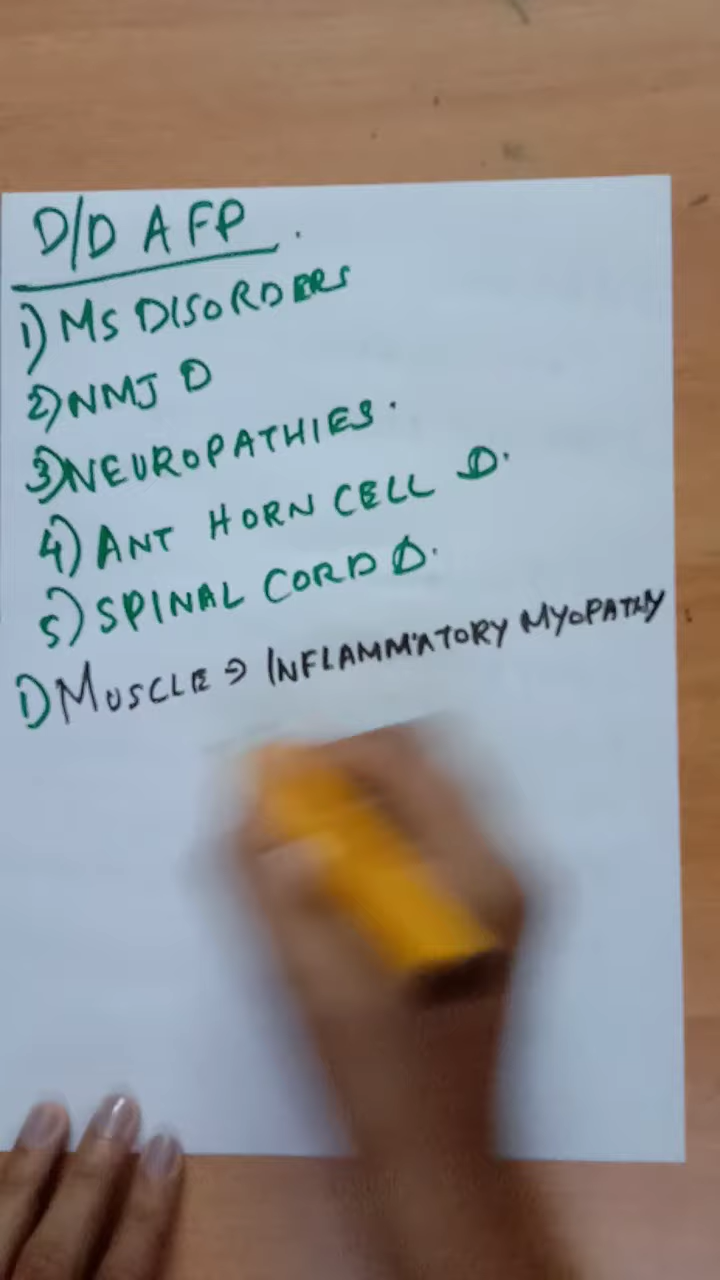 D/D AFP.
1) MS DISORDERS
2) NMJ D
3) NEUROPATHIES.
4) ANT HORN CELL D.
5) SPINAL CORD D.
1) MUSCLE → INFLAMMATORY MYOPATHY.